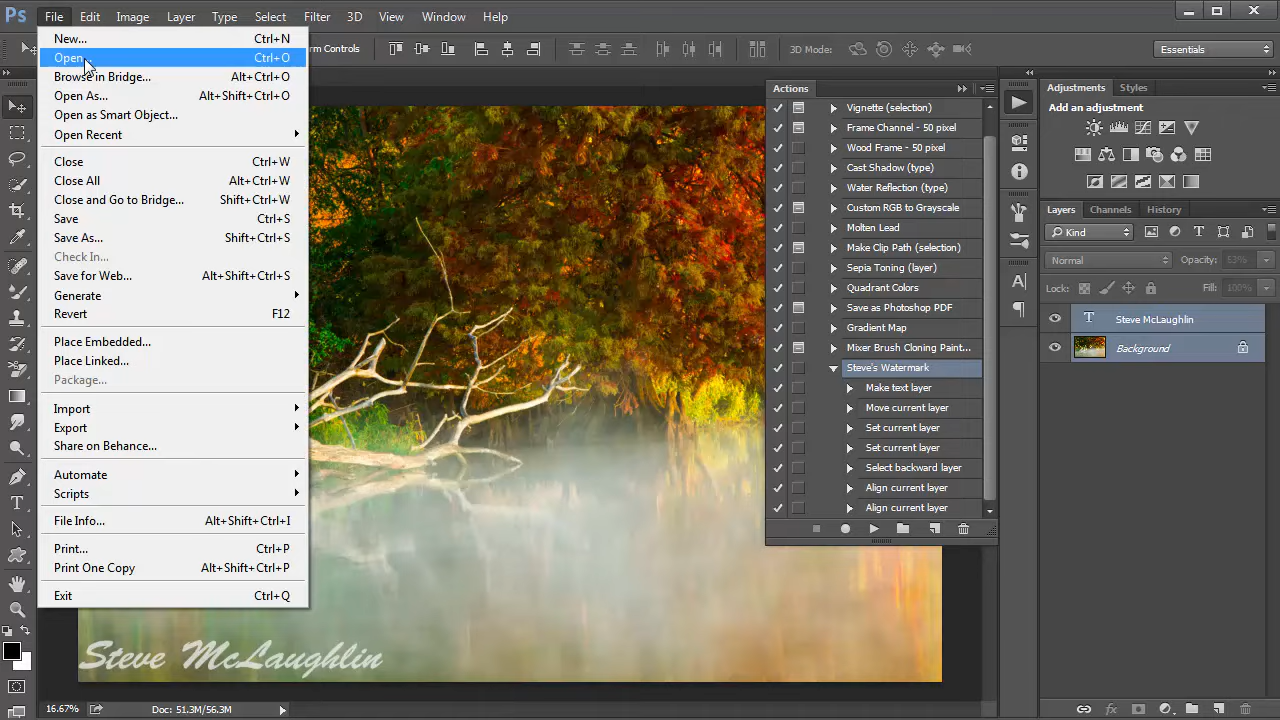 Ps File Edit Image Layer Type Select Filter 3D View Window Help
rm Controls 3D Mode: Essentials
New... Ctrl+N
Open... Ctrl+O
Browse in Bridge... Alt+Ctrl+O
Open As... Alt+Shift+Ctrl+O
Open as Smart Object...
Open Recent
Close Ctrl+W
Close All Alt+Ctrl+W
Close and Go to Bridge... Shift+Ctrl+W
Save Ctrl+S
Save As... Shift+Ctrl+S
Check In...
Save for Web... Alt+Shift+Ctrl+S
Generate
Revert F12
Place Embedded...
Place Linked...
Package...
Import
Export
Share on Behance...
Automate
Scripts
File Info... Alt+Shift+Ctrl+I
Print... Ctrl+P
Print One Copy Alt+Shift+Ctrl+P
Exit Ctrl+Q
Actions
Vignette (selection)
Frame Channel - 50 pixel
Wood Frame - 50 pixel
Cast Shadow (type)
Water Reflection (type)
Custom RGB to Grayscale
Molten Lead
Make Clip Path (selection)
Sepia Toning (layer)
Quadrant Colors
Save as Photoshop PDF
Gradient Map
Mixer Brush Cloning Paint...
Steve's Watermark
Make text layer
Move current layer
Set current layer
Set current layer
Select backward layer
Align current layer
Align current layer
Adjustments Styles
Add an adjustment
Layers Channels History
Kind
Normal Opacity: 53%
Lock: Fill: 100%
T Steve McLaughlin
Background
Steve McLaughlin
16.67% Doc: 51.3M/56.3M